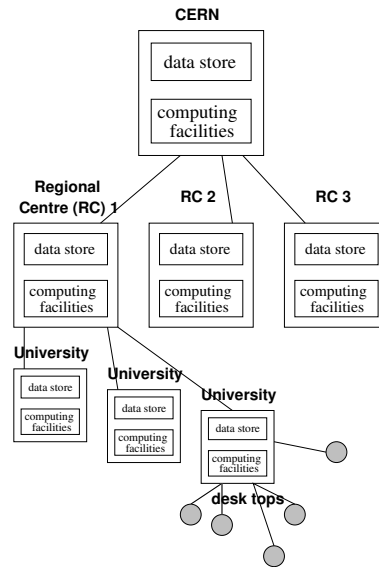 CERN
data store
computing
facilities
Regional
Centre (RC) 1
RC 2
RC 3
data store
computing
facilities
data store
computing
facilities
data store
computing
facilities
University
data store
computing
facilities
University
data store
computing
facilities
University
data store
computing
facilities
desk tops